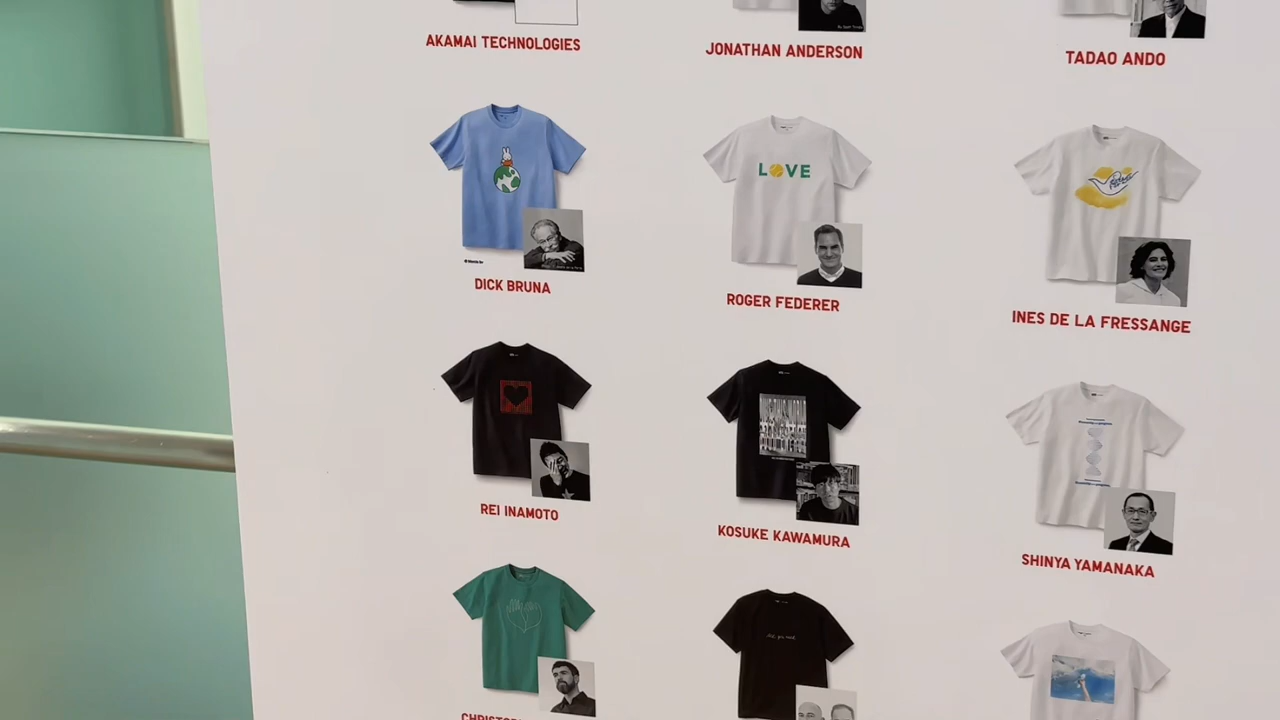 AKAMAI TECHNOLOGIES
JONATHAN ANDERSON
TADAO ANDO
LOVE
DICK BRUNA
ROGER FEDERER
INES DE LA FRESSANGE
REI INAMOTO
KOSUKE KAWAMURA
SHINYA YAMANAKA